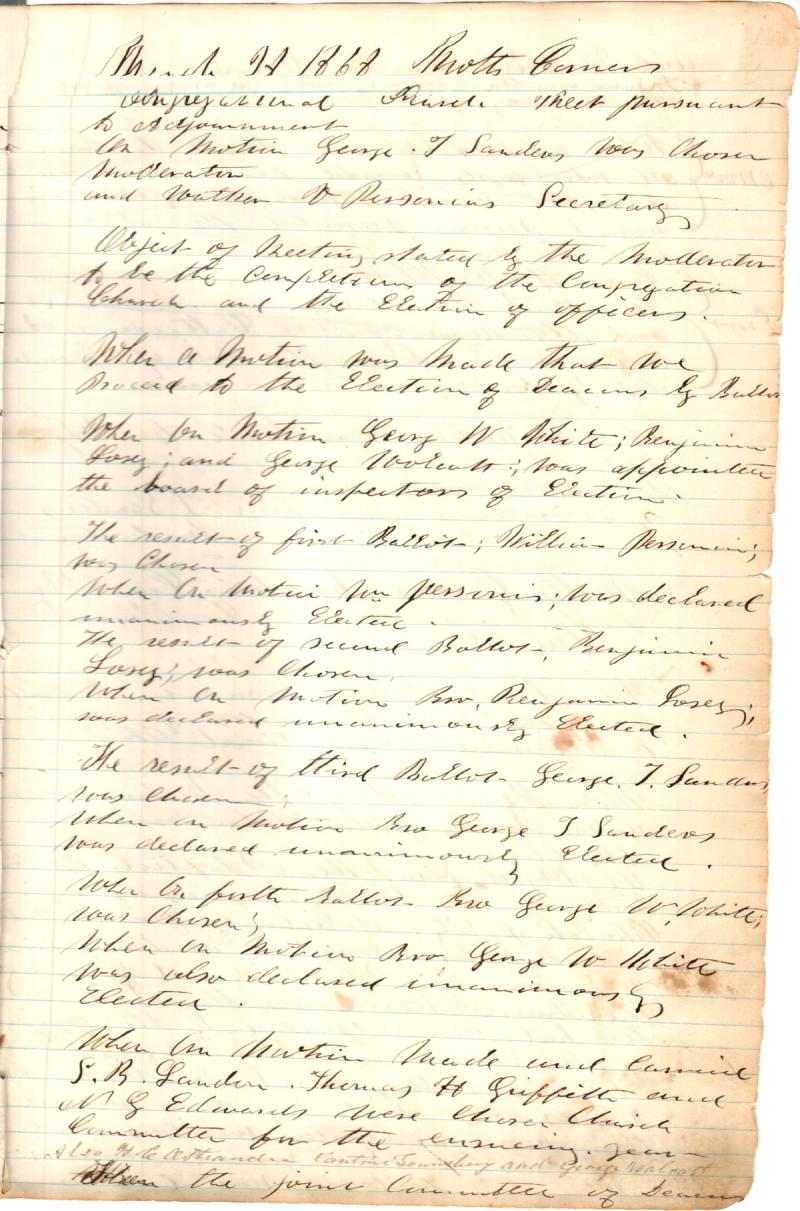 March 1868 Motts Corners
Congregational Church Meet pursuant
to Adjournment
On Motion George. T Sanders was Chosen
Moderator
and Walker V Personius Secretary
Object of Meeting stated by the Moderator
to be the Completion of the Congregation
Church and the Election of officers.
When a Motion was Made that we
Proceed to the Election of Deacons by Ballot
When On Motion Georg W White; Benjamin
Losey; and George Wolcott; was appointed
the board of inspectors of Election.
The result of first Ballot; William Personius;
was Chosen
When On Motion Wm personius; was declared
unanimously Elected.
The result of second Ballot, Benjamin
Losey; was Chosen.
When On Motion Bro, Benjamin Losey;
was declared unanimously Elected.
The result of third Ballot George. T. Sanders
was Chosen;
When on Motion Bro George T Sanders
was declared unanimously Elected.
When On forth Ballot Bro George W. White;
was Chosen;
When on Motion Bro George W White
was also declared unanimously
Elected.
When On Motion Made and Carried
S. B. Landon. Thomas H Griffith and
N G Edwards were Chosen Church
Committee for the ensueing year
Also H C and George Wolcott
When the joint Committee of Deacons